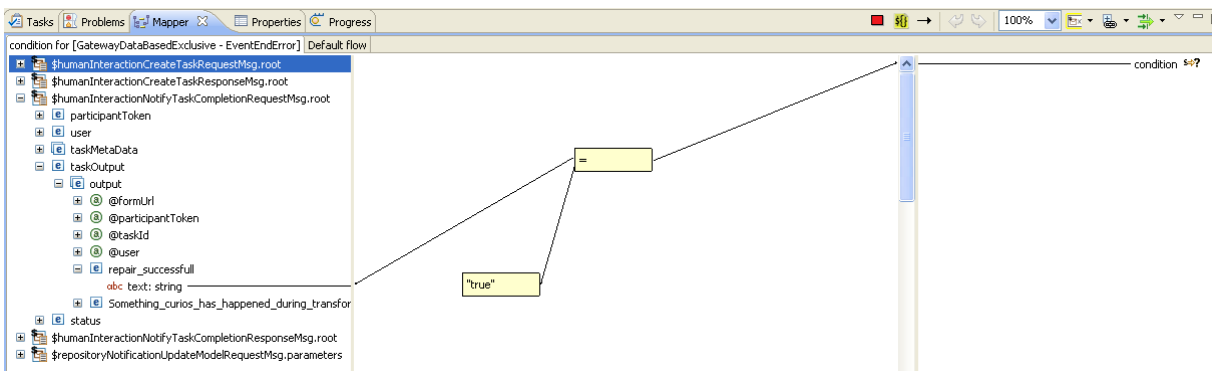 Tasks Problems Mapper Properties Progress 100%
condition for [GatewayDataBasedExclusive - EventEndError] Default flow
$humanInteractionCreateTaskRequestMsg.root condition
$humanInteractionCreateTaskResponseMsg.root
$humanInteractionNotifyTaskCompletionRequestMsg.root
participantToken
user
taskMetaData
taskOutput
=
output
@formUrl
@participantToken
@taskId
@user
repair_successfull
abc text: string "true"
Something_curios_has_happened_during_transfor
status
$humanInteractionNotifyTaskCompletionResponseMsg.root
$repositoryNotificationUpdateModelRequestMsg.parameters